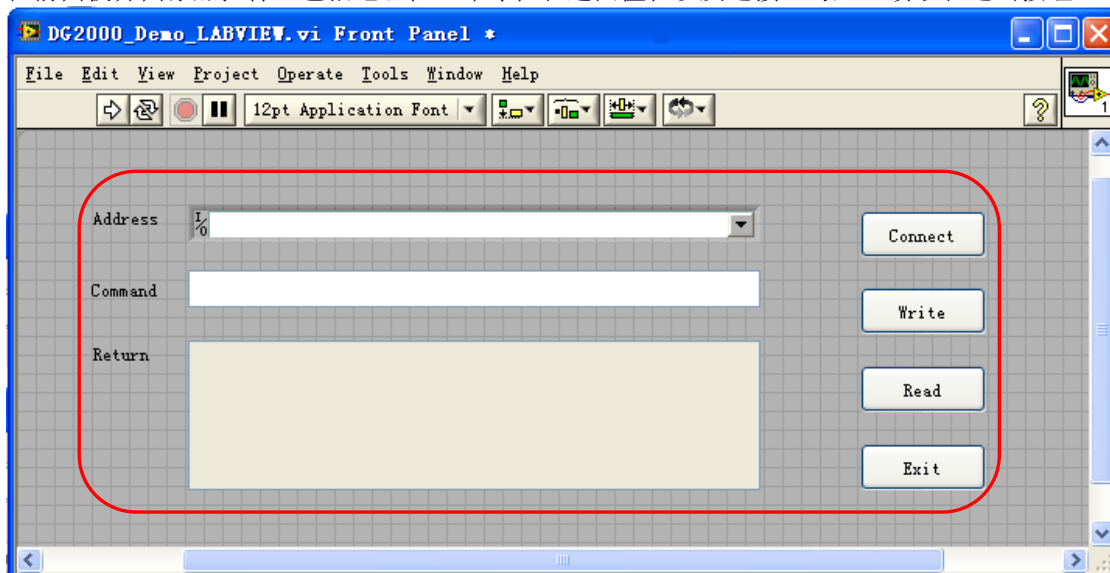 DG2000_Demo_LABVIEW.vi Front Panel *
File Edit View Project Operate Tools Window Help
12pt Application Font
1
Address
I/O
Connect
Command
Write
Return
Read
Exit